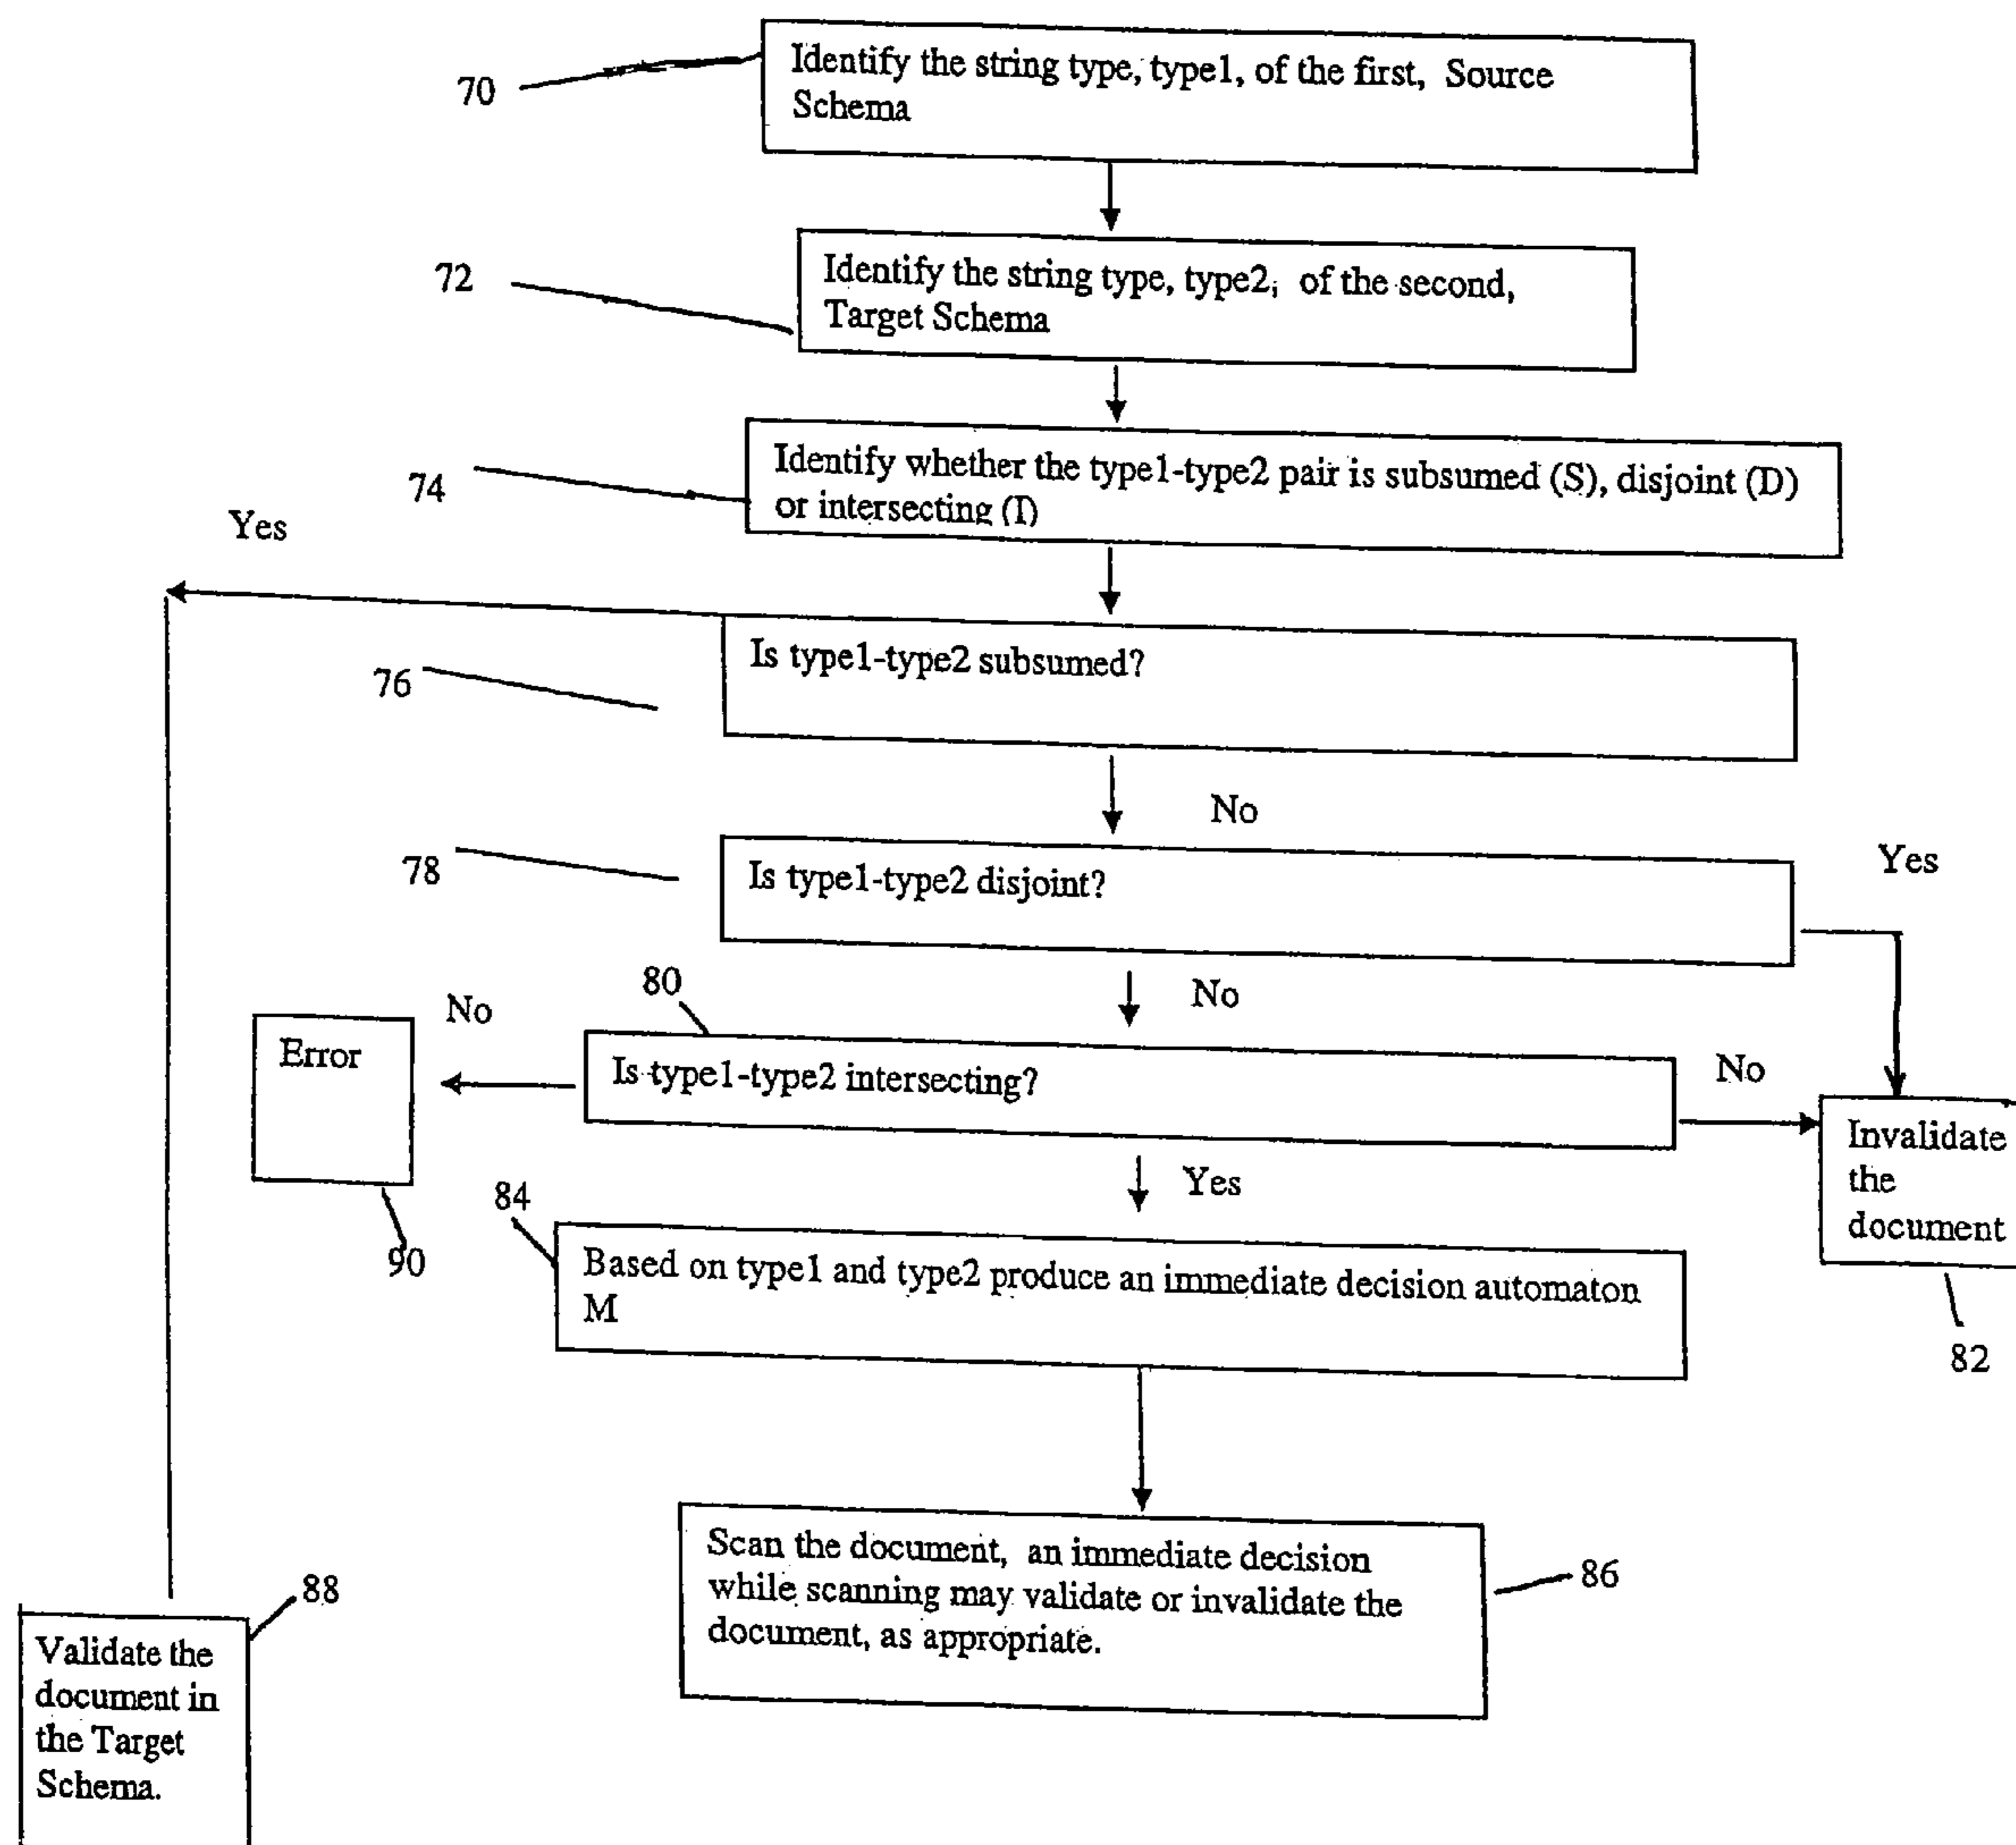 70
Identify the string type, type1, of the first, Source
Schema
72
Identify the string type, type2, of the second,
Target Schema
74
Identify whether the type1-type2 pair is subsumed (S), disjoint (D)
or intersecting (I)
Yes
76
Is type1-type2 subsumed?
No
78
Is type1-type2 disjoint?
Yes
80
No
No
Error
Is type1-type2 intersecting?
No
Invalidate
the
document
90
84
Yes
82
Based on type1 and type2 produce an immediate decision automaton
M
Scan the document, an immediate decision
while scanning may validate or invalidate the
document, as appropriate.
86
88
Validate the
document in
the Target
Schema.